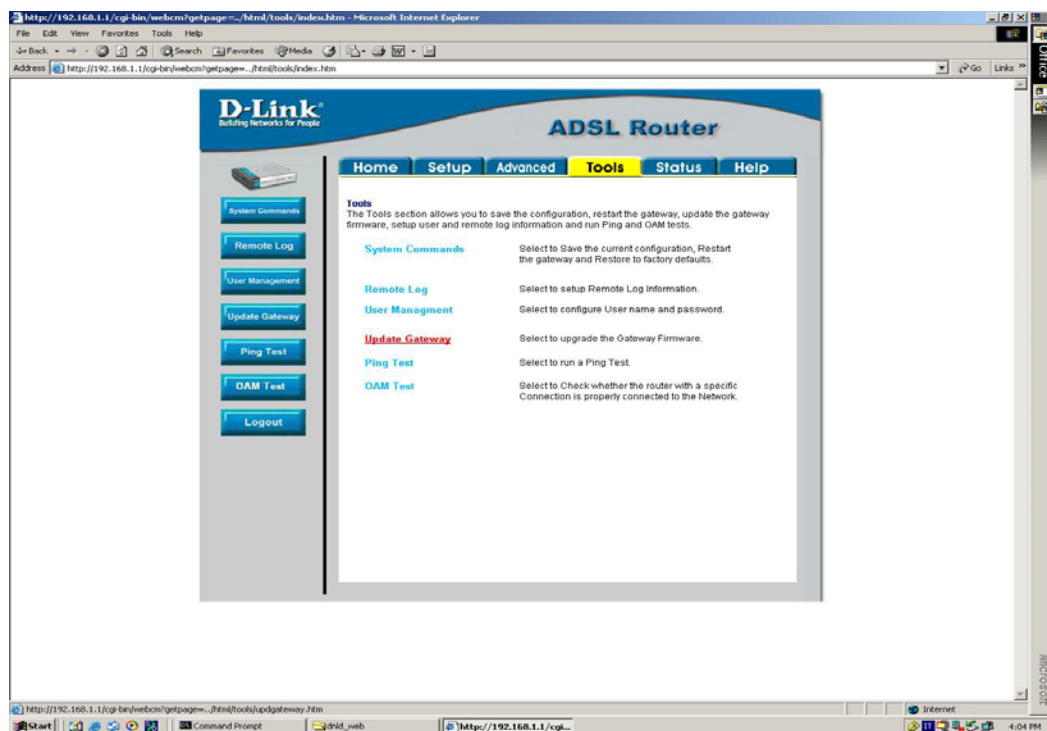 http://192.168.1.1/cgi-bin/webcm?getpage=../html/tools/index.htm - Microsoft Internet Explorer
File Edit View Favorites Tools Help
Back Search Favorites Media
Address http://192.168.1.1/cgi-bin/webcm?getpage=../html/tools/index.htm Go Links »
Office
D-Link
Building Networks for People
ADSL Router
Home Setup Advanced Tools Status Help
System Commands
Remote Log
User Management
Update Gateway
Ping Test
OAM Test
Logout
Tools
The Tools section allows you to save the configuration, restart the gateway, update the gateway
firmware, setup user and remote log information and run Ping and OAM tests.
System Commands Select to Save the current configuration, Restart
the gateway and Restore to factory defaults.
Remote Log Select to setup Remote Log Information.
User Managment Select to configure User name and password.
Update Gateway Select to upgrade the Gateway Firmware.
Ping Test Select to run a Ping Test.
OAM Test Select to Check whether the router with a specific
Connection is properly connected to the Network.
Microsoft
http://192.168.1.1/cgi-bin/webcm?getpage=../html/tools/updgateway.htm Internet
Start Command Prompt dnld_web http://192.168.1.1/cgi... 4:04 PM